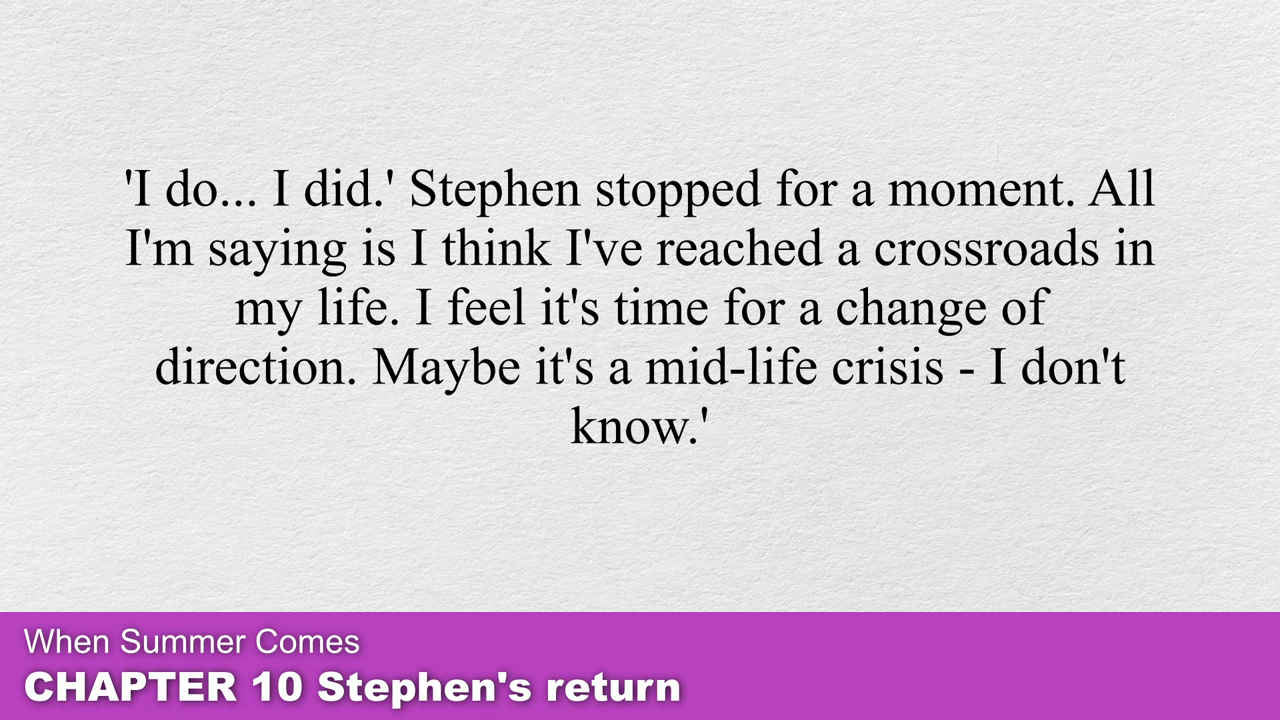 'I do... I did.' Stephen stopped for a moment. All
I'm saying is I think I've reached a crossroads in
my life. I feel it's time for a change of
direction. Maybe it's a mid-life crisis - I don't
know.'
When Summer Comes
CHAPTER 10 Stephen's return